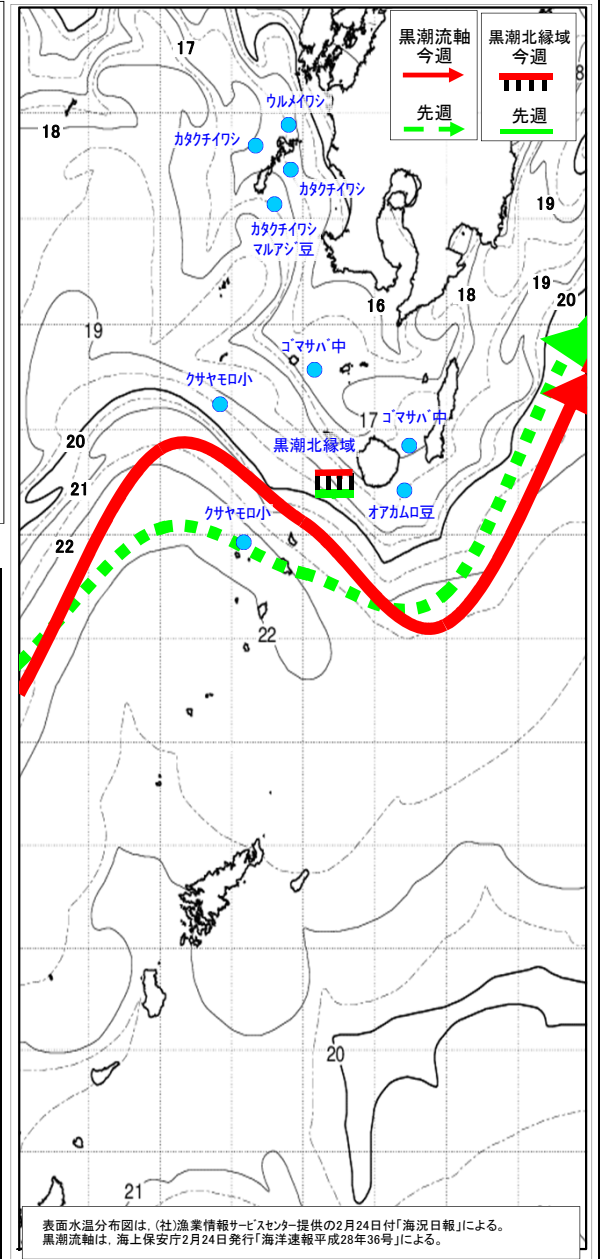 黒潮流軸
今週
先週
黒潮北縁域
今週
先週
17
18
ウルメイワシ
カタクチイワシ
カタクチイワシ
カタクチイワシ
マルアジ豆
8
19
16
18
19
20
19
ゴマサバ中
クサヤモロ小
17
ゴマサバ中
20
黒潮北縁域
21
オアカムロ豆
クサヤモロ小
22
22
20
21
表面水温分布図は, (社)漁業情報サービスセンター提供の2月24日付「海況日報」による。
黒潮流軸は, 海上保安庁2月24日発行「海洋速報平成28年36号」による。